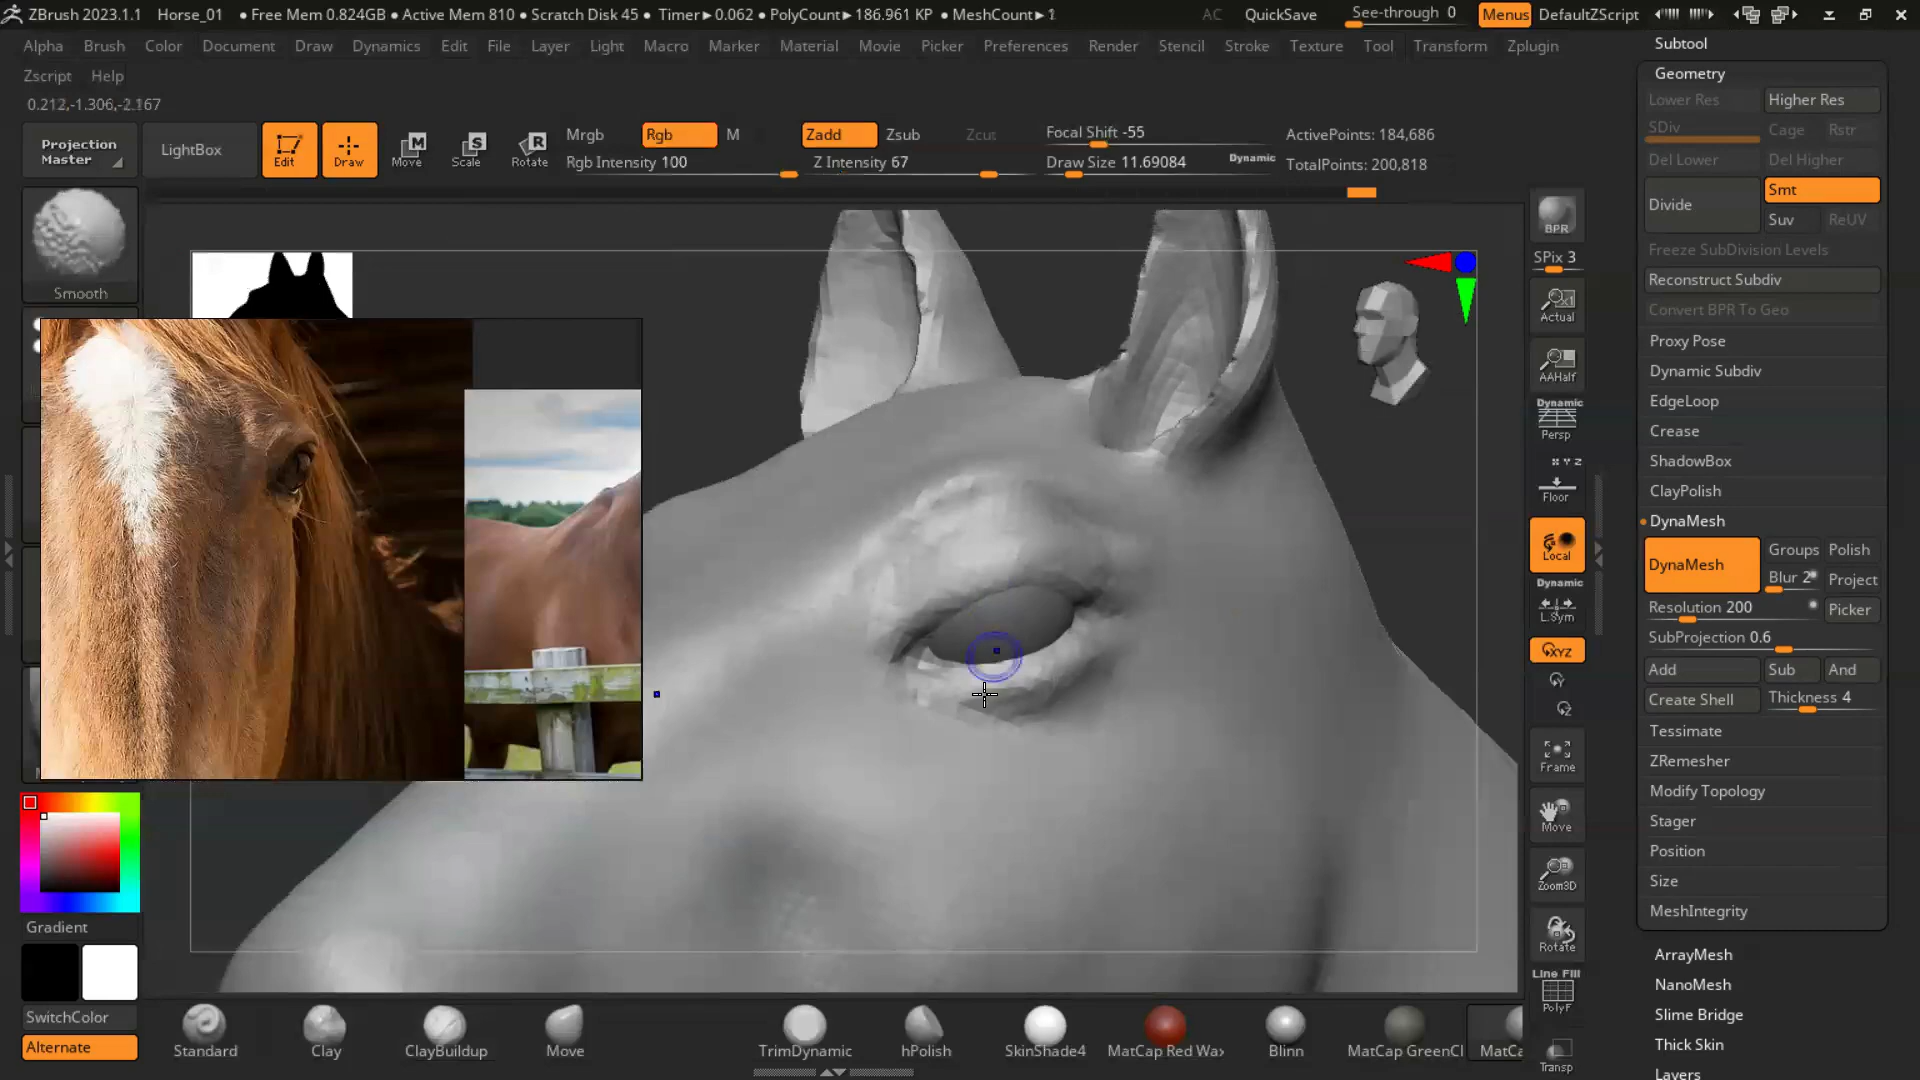 ZBrush 2023.1.1 Horse_01 • Free Mem 0.824GB • Active Mem 810 • Scratch Disk 45 • Timer►0.062 • PolyCount►186.961 KP • MeshCount►1 AC QuickSave See-through 0 Menus DefaultZScript
Alpha Brush Color Document Draw Dynamics Edit File Layer Light Macro Marker Material Movie Picker Preferences Render Stencil Stroke Texture Tool Transform Zplugin
Zscript Help
0.212,-1.306,-2.167
Projection Master
LightBox
Edit
Draw
Move
Scale
Rotate
Mrgb Rgb M
Rgb Intensity 100
Zadd Zsub Zcut
Z Intensity 67
Focal Shift -55
Draw Size 11.69084 Dynamic
ActivePoints: 184,686
TotalPoints: 200,818
Smooth
Gradient
SwitchColor
Alternate
BPR
SPix 3
Actual
AAHalf
Dynamic
Persp
X Y Z
Floor
Local
Dynamic
L.Sym
XYZ
Y
Z
Frame
Move
Zoom3D
Rotate
Line Fill
PolyF
Transp
Standard Clay ClayBuildup Move TrimDynamic hPolish SkinShade4 MatCap Red Wax Blinn MatCap GreenCl MatCa
Subtool
Geometry
Lower Res Higher Res
SDiv Cage Rstr
Del Lower Del Higher
Divide
Smt
Suv ReUV
Freeze SubDivision Levels
Reconstruct Subdiv
Convert BPR To Geo
Proxy Pose
Dynamic Subdiv
EdgeLoop
Crease
ShadowBox
ClayPolish
DynaMesh
DynaMesh
Groups Polish
Blur 2 Project
Resolution 200 Picker
SubProjection 0.6
Add Sub And
Create Shell Thickness 4
Tessimate
ZRemesher
Modify Topology
Stager
Position
Size
MeshIntegrity
ArrayMesh
NanoMesh
Slime Bridge
Thick Skin
Layers